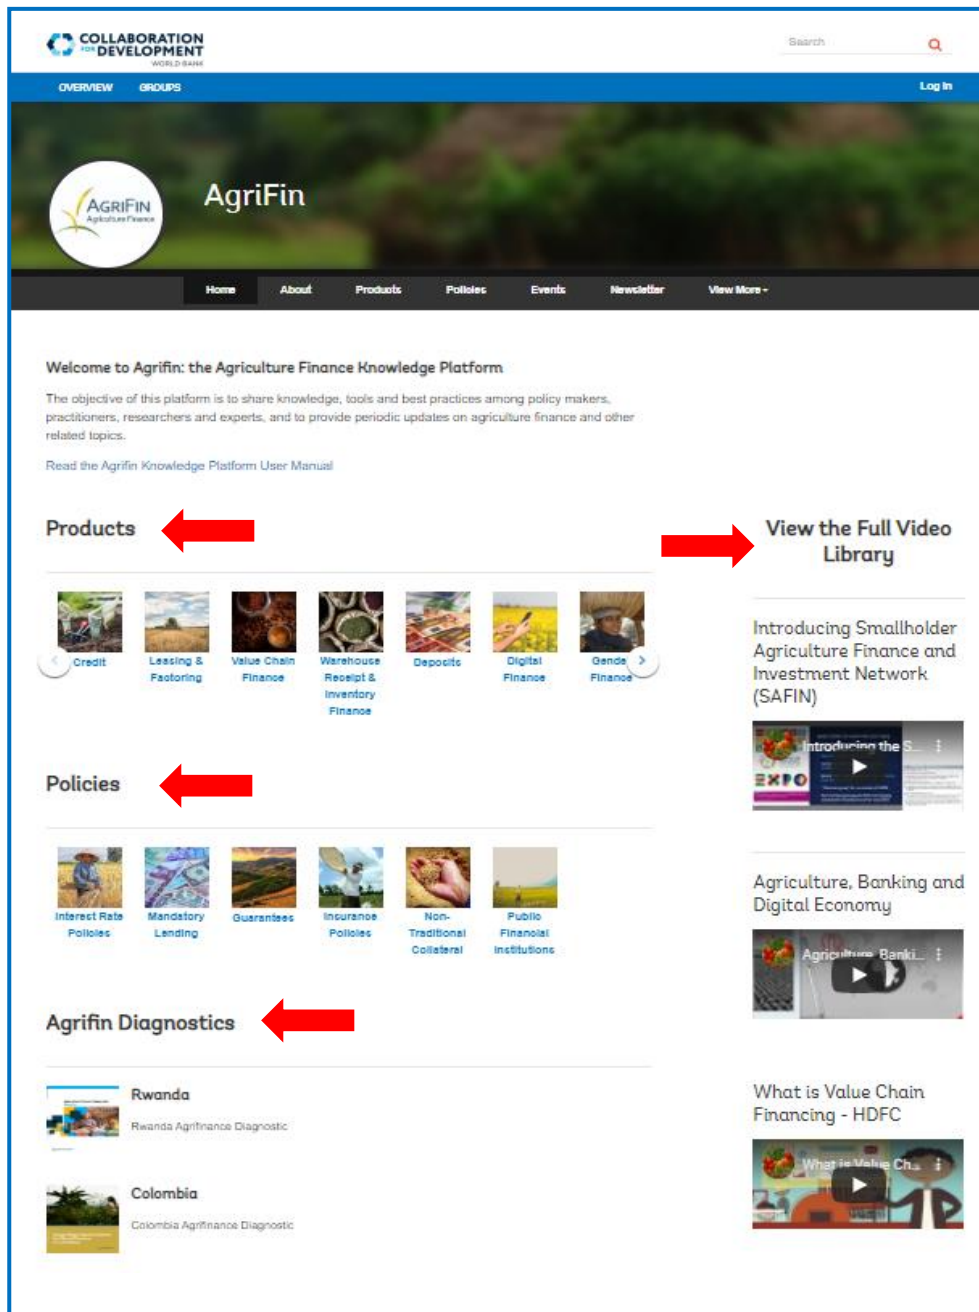 COLLABORATION
FOR DEVELOPMENT
WORLD BANK
Search
OVERVIEW GROUPS Log In
AGRIFIN
Agriculture Finance
AgriFin
Home About Products Policies Events Newsletter View More
Welcome to Agrifin: the Agriculture Finance Knowledge Platform
The objective of this platform is to share knowledge, tools and best practices among policy makers,
practitioners, researchers and experts, and to provide periodic updates on agriculture finance and other
related topics.
Read the Agrifin Knowledge Platform User Manual
Products
Credit
Leasing &
Factoring
Value Chain
Finance
Warehouse
Receipt &
Inventory
Finance
Deposits
Digital
Finance
Gende
Finance
Policies
Interest Rate
Policies
Mandatory
Lending
Guarantees
Insurance
Policies
Non-
Traditional
Collateral
Public
Financial
Institutions
Agrifin Diagnostics
Rwanda
Rwanda Agrifinance Diagnostic
Colombia
Colombia Agrifinance Diagnostic
View the Full Video
Library
Introducing Smallholder
Agriculture Finance and
Investment Network
(SAFIN)
Introducing the S...
EXPO
Agriculture, Banking and
Digital Economy
Agriculture, Banki...
What is Value Chain
Financing - HDFC
What is Value Ch...